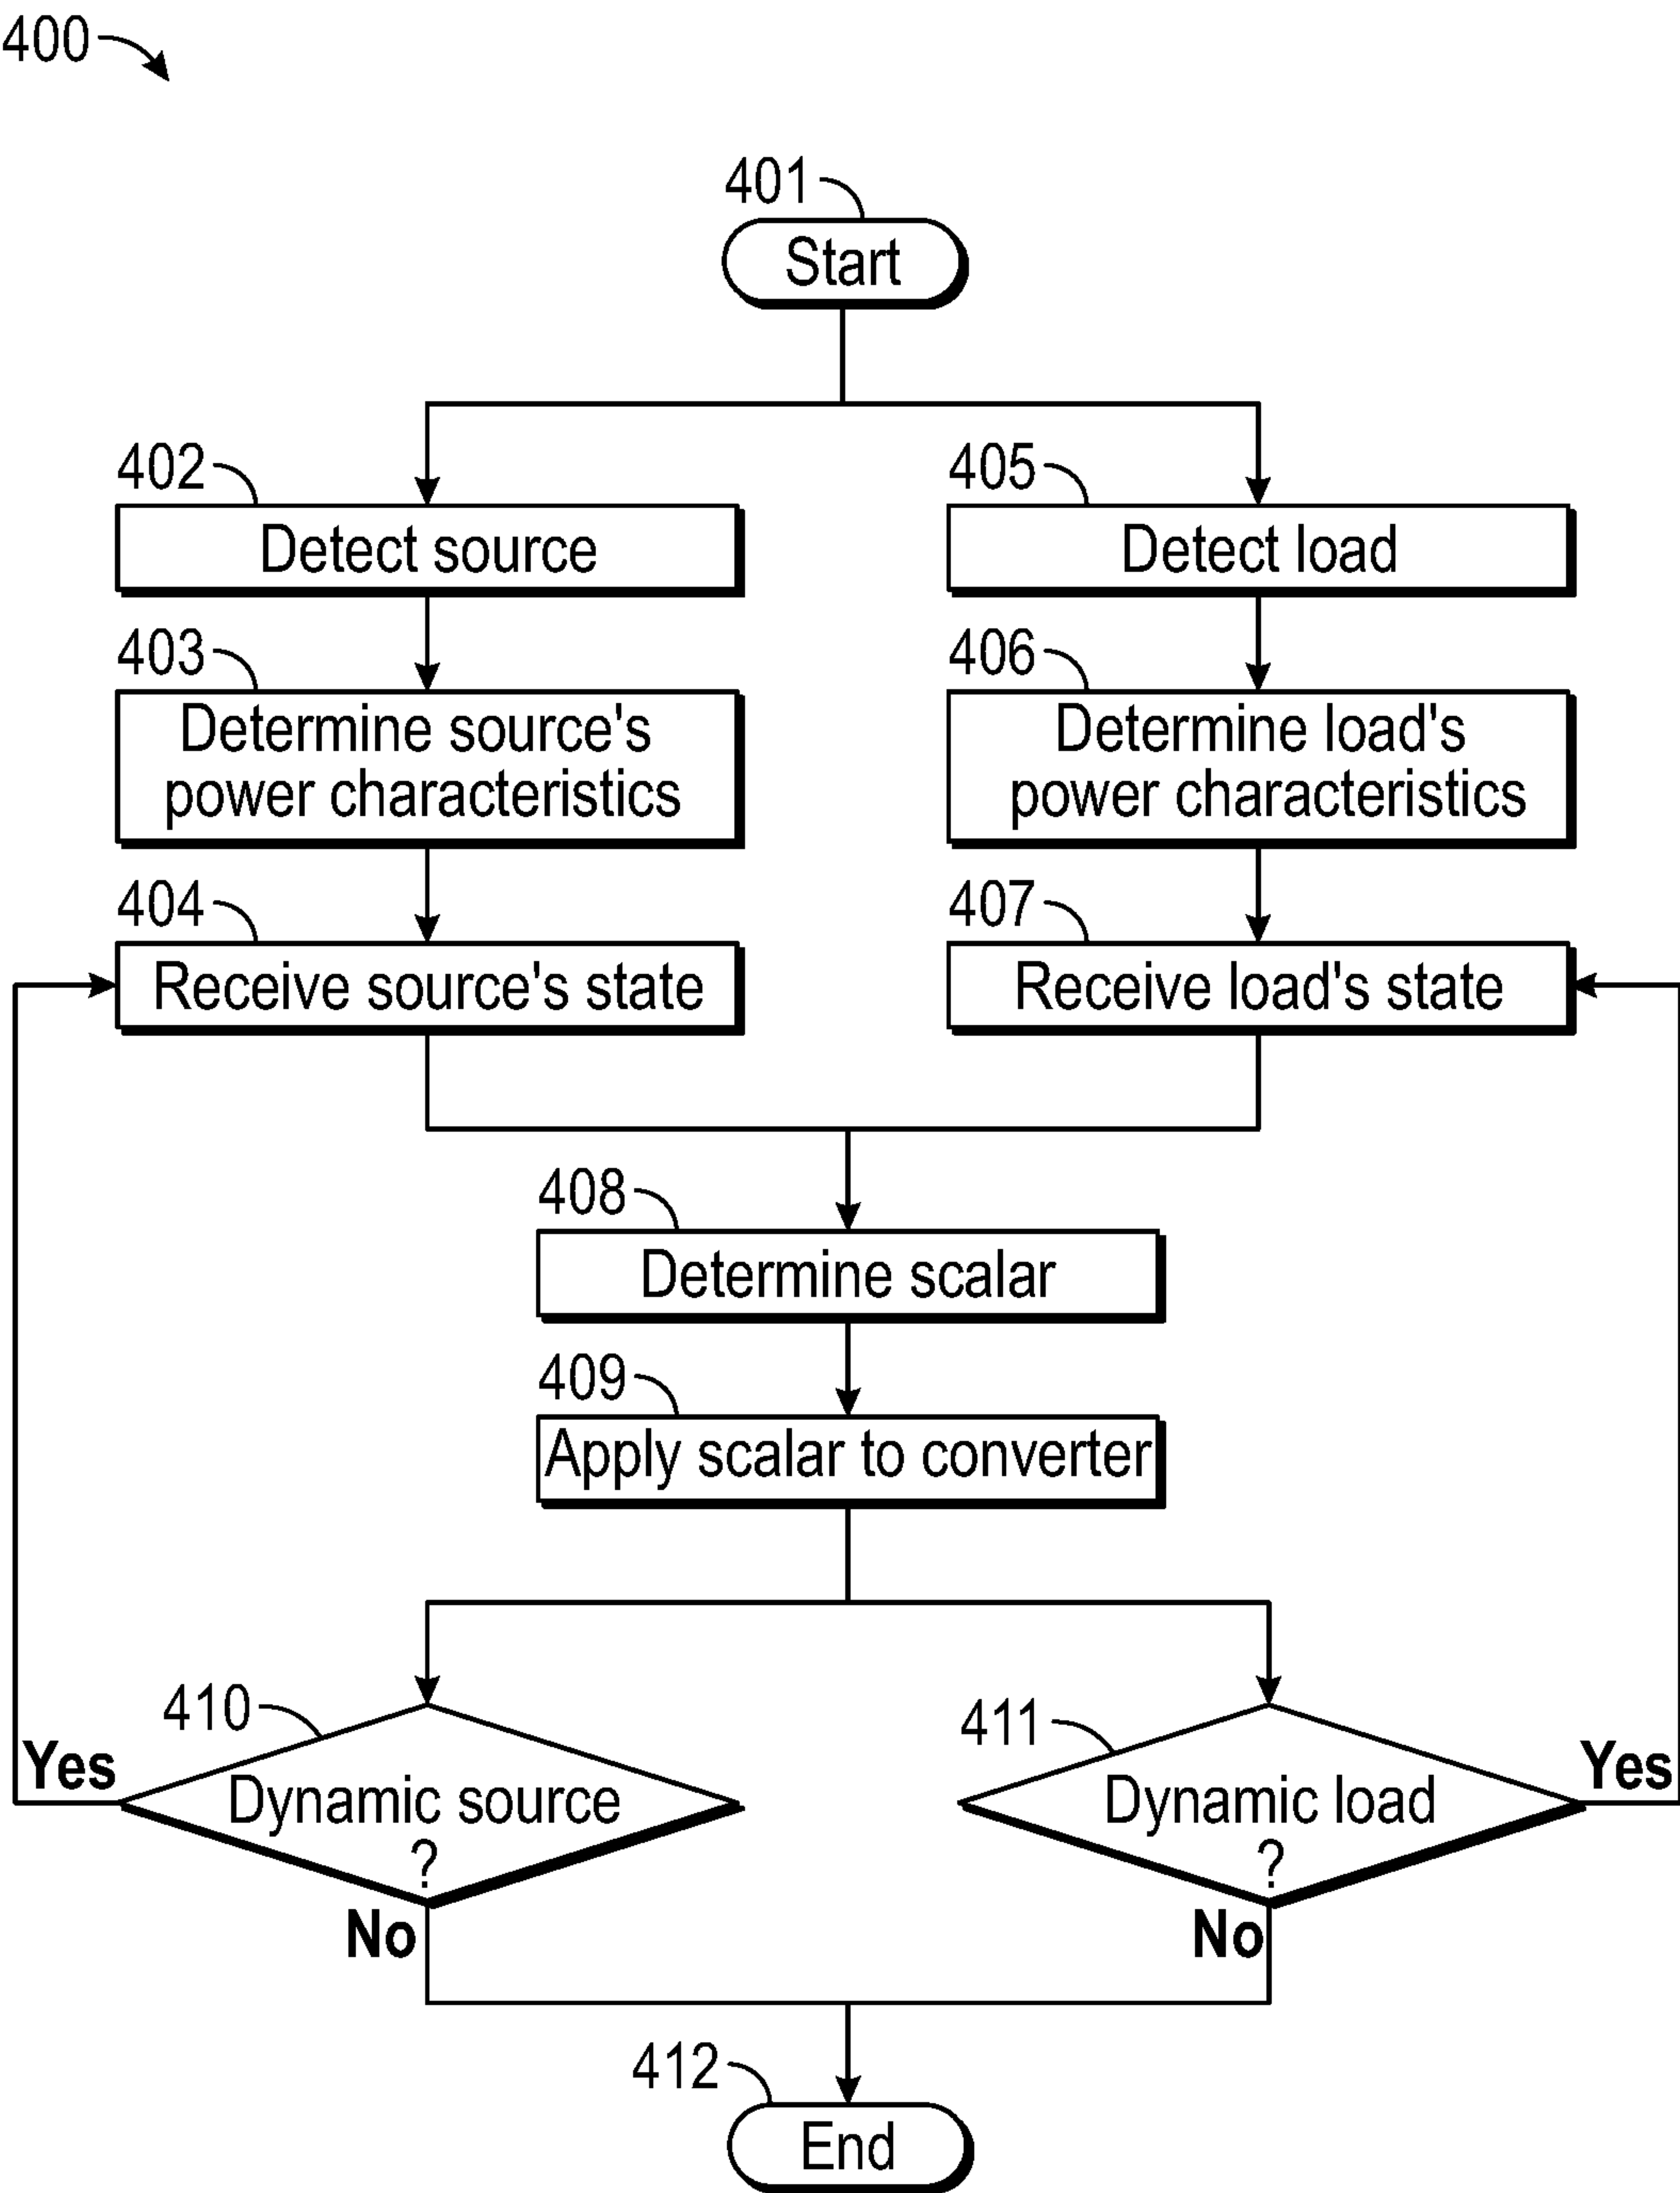 400
401
Start
402
405
Detect source
Detect load
403
406
Determine source's
power characteristics
Determine load's
power characteristics
404
407
Receive source's state
Receive load's state
408
Determine scalar
409
Apply scalar to converter
410
411
Yes
Dynamic source
?
Dynamic load
?
Yes
No
No
412
End